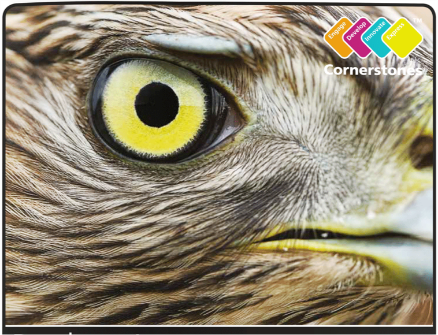 Engage
Develop
Innovate
Express
Cornerstones